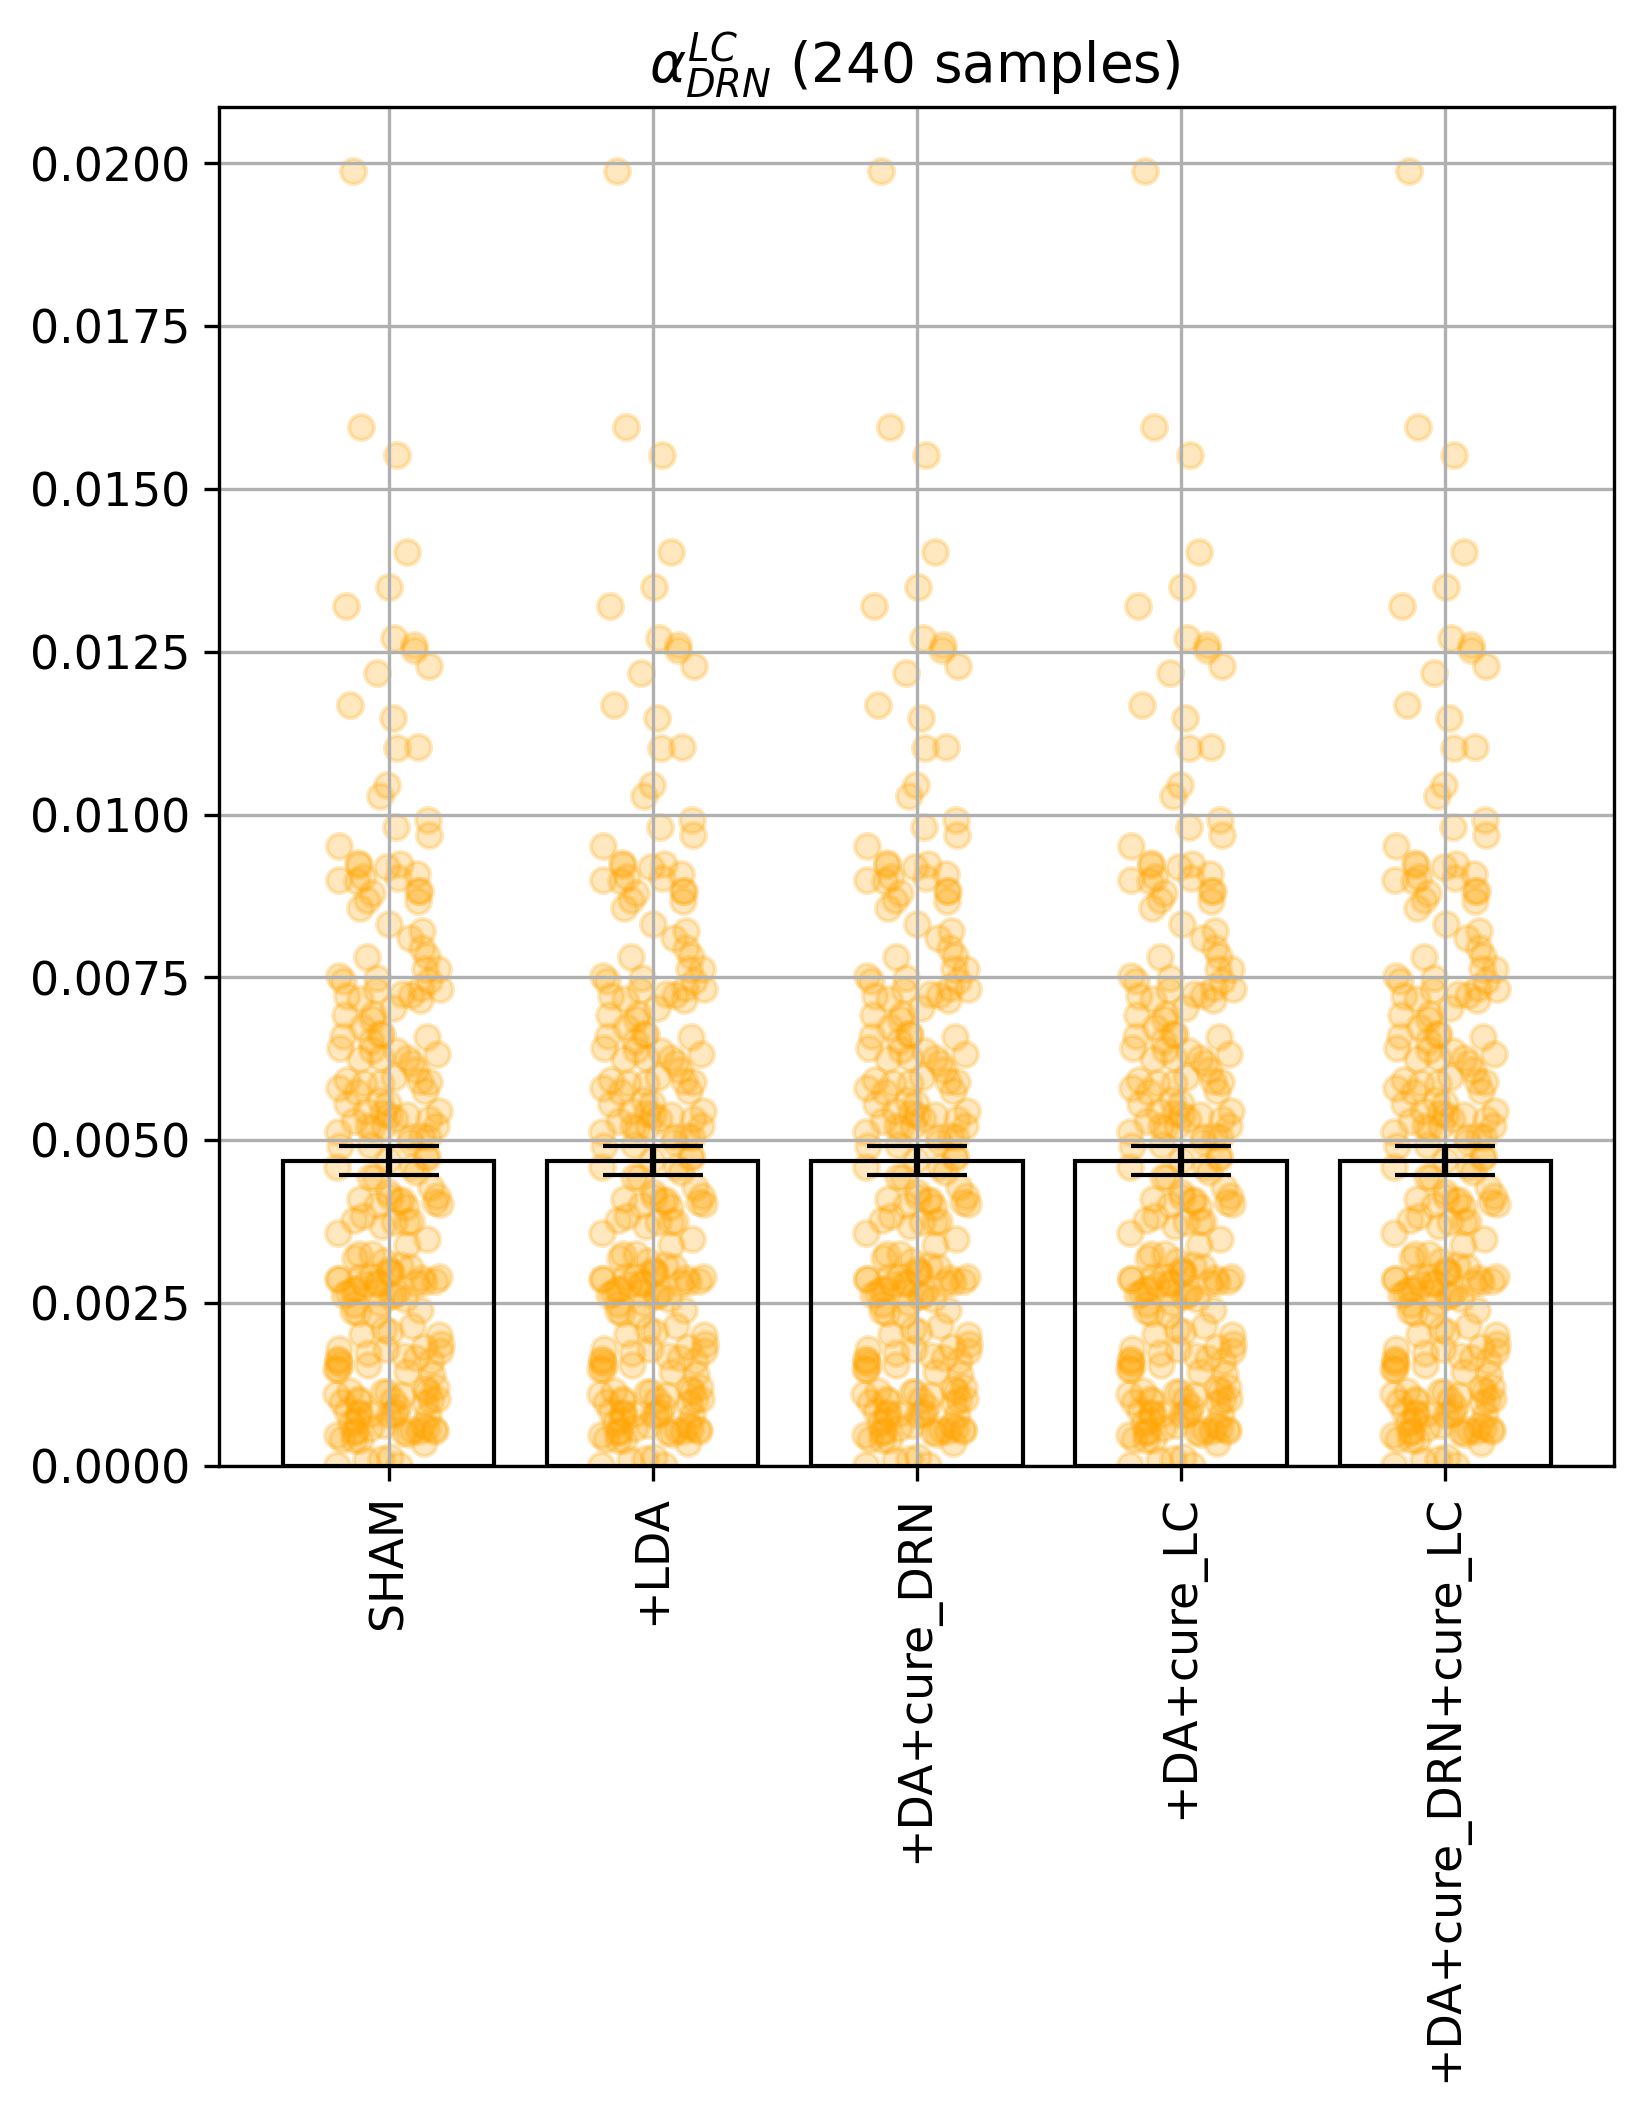 α_{DRN}^{LC} (240 samples)
0.0200
0.0175
0.0150
0.0125
0.0100
0.0075
0.0050
0.0025
0.0000
SHAM
+LDA
+DA+cure_DRN
+DA+cure_LC
+DA+cure_DRN+cure_LC